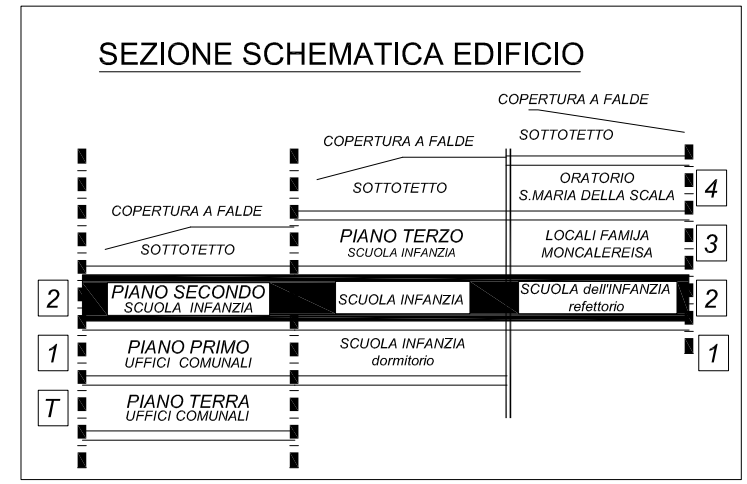 SEZIONE SCHEMATICA EDIFICIO
COPERTURA A FALDE
SOTTOTETTO
COPERTURA A FALDE
SOTTOTETTO
ORATORIO
S.MARIA DELLA SCALA
4
COPERTURA A FALDE
SOTTOTETTO
PIANO TERZO
SCUOLA INFANZIA
LOCALI FAMIJA
MONCALEREISA
3
2
PIANO SECONDO
SCUOLA INFANZIA
SCUOLA INFANZIA
SCUOLA dell'INFANZIA
refettorio
2
1
PIANO PRIMO
UFFICI COMUNALI
SCUOLA INFANZIA
dormitorio
1
T
PIANO TERRA
UFFICI COMUNALI